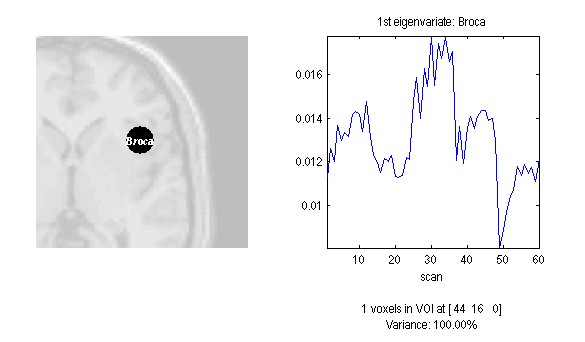 1st eigenvariate: Broca
Broca
0.016
0.014
0.012
0.01
10 20 30 40 50 60
scan
1 voxels in VOI at [ 44 16 0]
Variance: 100.00%